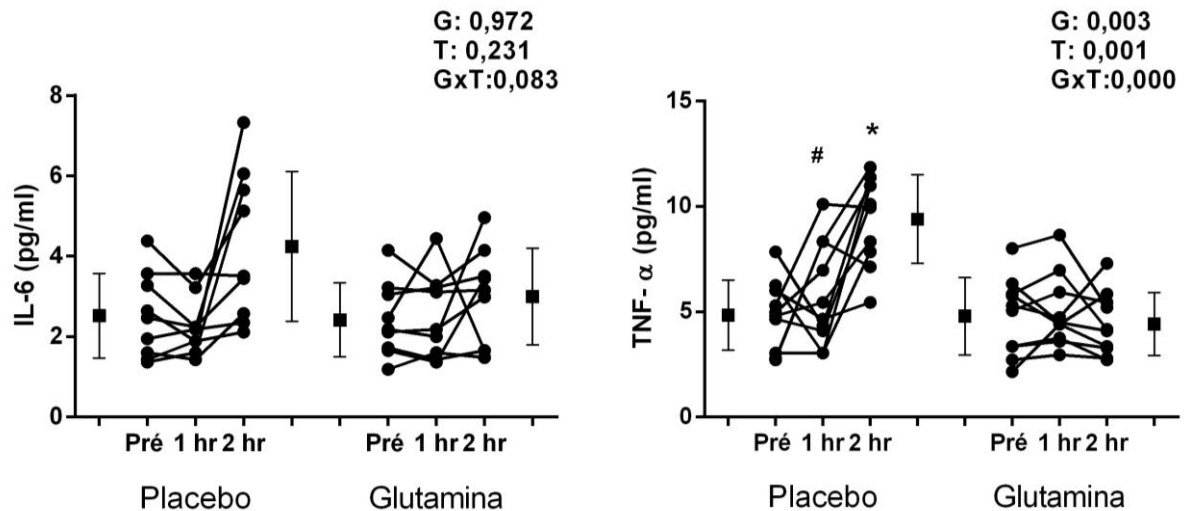 G: 0,972
T: 0,231
GxT:0,083
8
6
4
2
0
IL-6 (pg/ml)
Pré 1 hr 2 hr Pré 1 hr 2 hr
Placebo Glutamina
G: 0,003
T: 0,001
GxT:0,000
15
10
5
0
TNF- α (pg/ml)
# *
Pré 1 hr 2 hr Pré 1 hr 2 hr
Placebo Glutamina